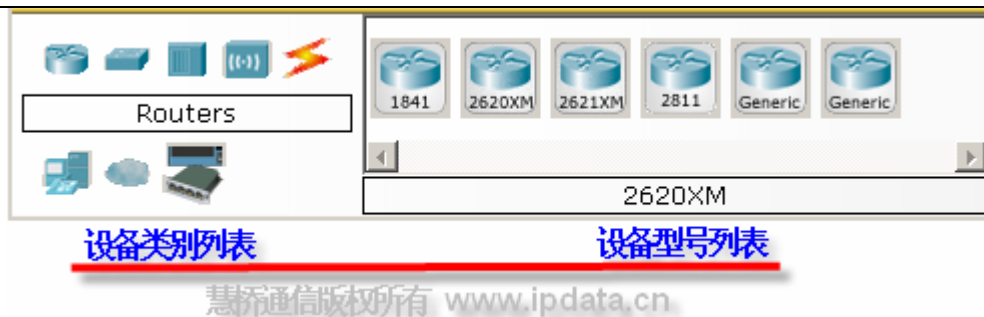 1841 2620XM 2621XM 2811 Generic Generic
Routers
2620XM
设备类别列表 设备型号列表
慧桥通信版权所有 www.ipdata.cn